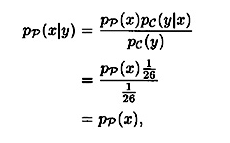 p_𝒫(x|y) = p_𝒫(x)p_C(y|x) / p_C(y)
= p_𝒫(x) 1/26 / 1/26
= p_𝒫(x),